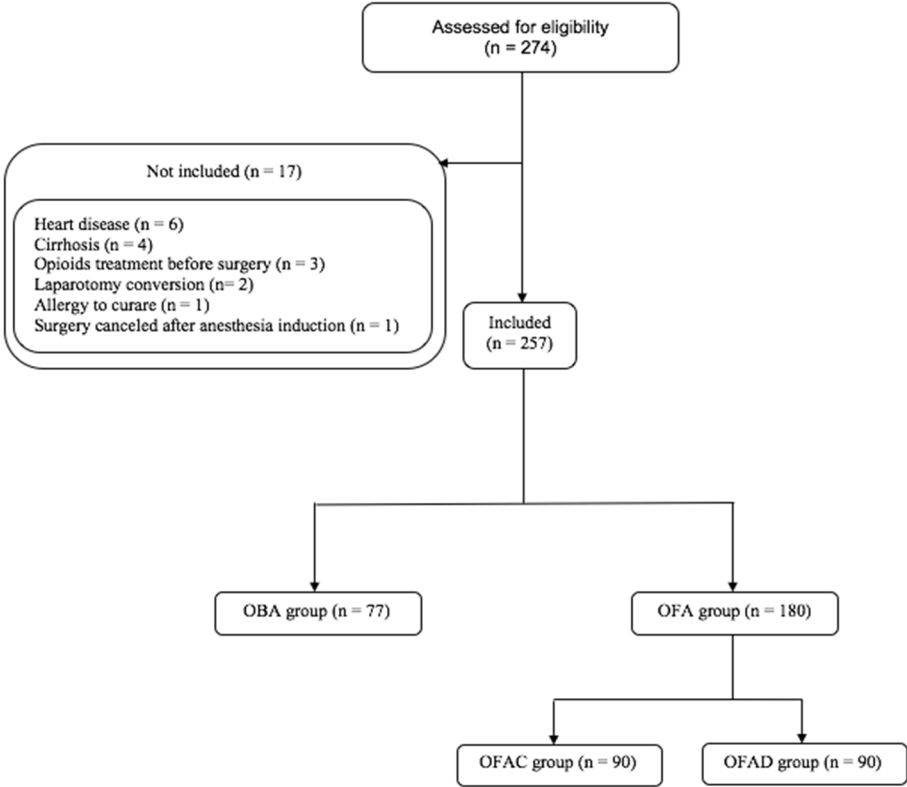 Assessed for eligibility
(n = 274)
Not included (n = 17)
Heart disease (n = 6)
Cirrhosis (n = 4)
Opioids treatment before surgery (n = 3)
Laparotomy conversion (n= 2)
Allergy to curare (n = 1)
Surgery canceled after anesthesia induction (n = 1)
Included
(n = 257)
OBA group (n = 77)
OFA group (n = 180)
OFAC group (n = 90)
OFAD group (n = 90)